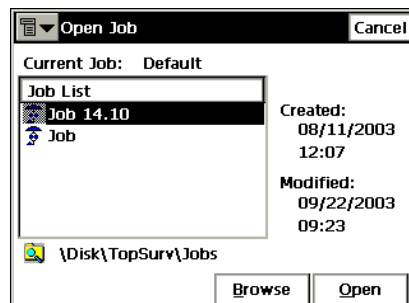 Open Job
Cancel
Current Job: Default
Job List
Job 14.10
Job
Created:
08/11/2003
12:07
Modified:
09/22/2003
09:23
\Disk\TopSurv\Jobs
Browse
Open